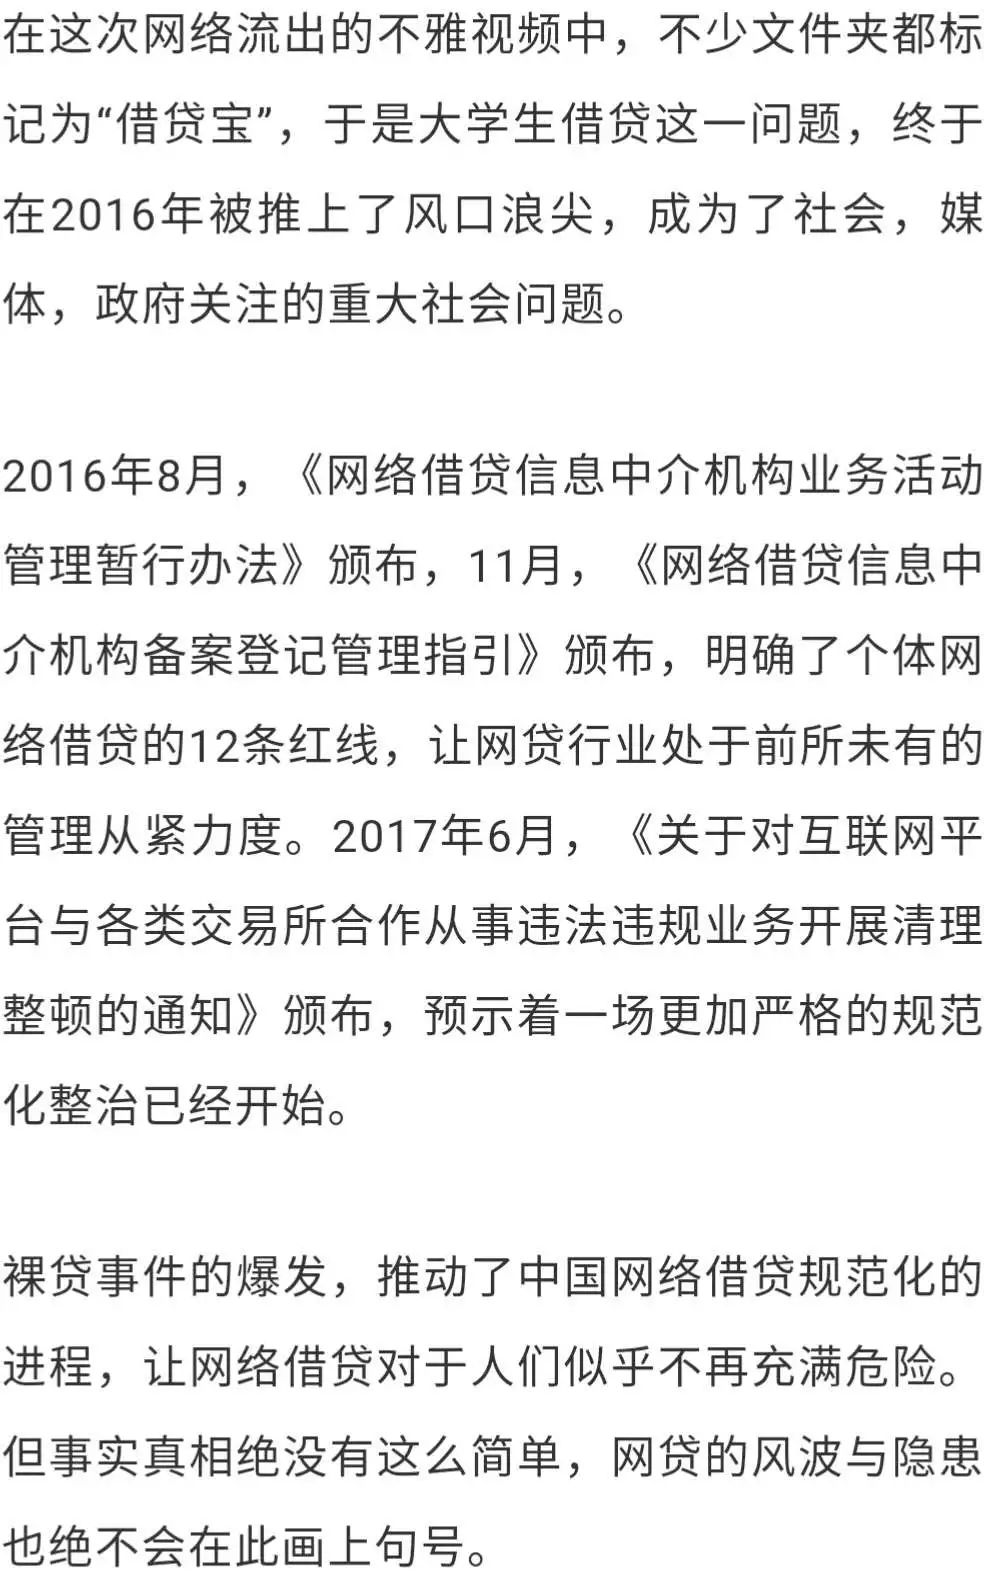 在这次网络流出的不雅视频中，不少文件夹都标
记为“借贷宝”，于是大学生借贷这一问题，终于
在2016年被推上了风口浪尖，成为了社会，媒
体，政府关注的重大社会问题。
2016年8月，《网络借贷信息中介机构业务活动
管理暂行办法》颁布，11月，《网络借贷信息中
介机构备案登记管理指引》颁布，明确了个体网
络借贷的12条红线，让网贷行业处于前所未有的
管理从紧力度。2017年6月，《关于对互联网平
台与各类交易所合作从事违法违规业务开展清理
整顿的通知》颁布，预示着一场更加严格的规范
化整治已经开始。
裸贷事件的爆发，推动了中国网络借贷规范化的
进程，让网络借贷对于人们似乎不再充满危险。
但事实真相绝没有这么简单，网贷的风波与隐患
也绝不会在此画上句号。